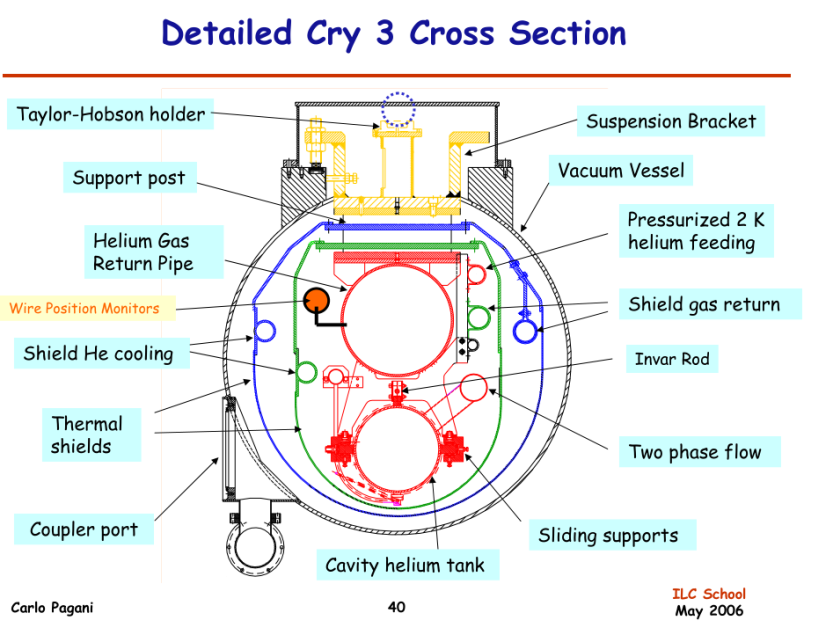 Detailed Cry 3 Cross Section
Taylor-Hobson holder
Suspension Bracket
Support post
Vacuum Vessel
Helium Gas
Return Pipe
Pressurized 2 K
helium feeding
Wire Position Monitors
Shield gas return
Shield He cooling
Invar Rod
Thermal
shields
Two phase flow
Coupler port
Sliding supports
Cavity helium tank
Carlo Pagani
40
ILC School
May 2006